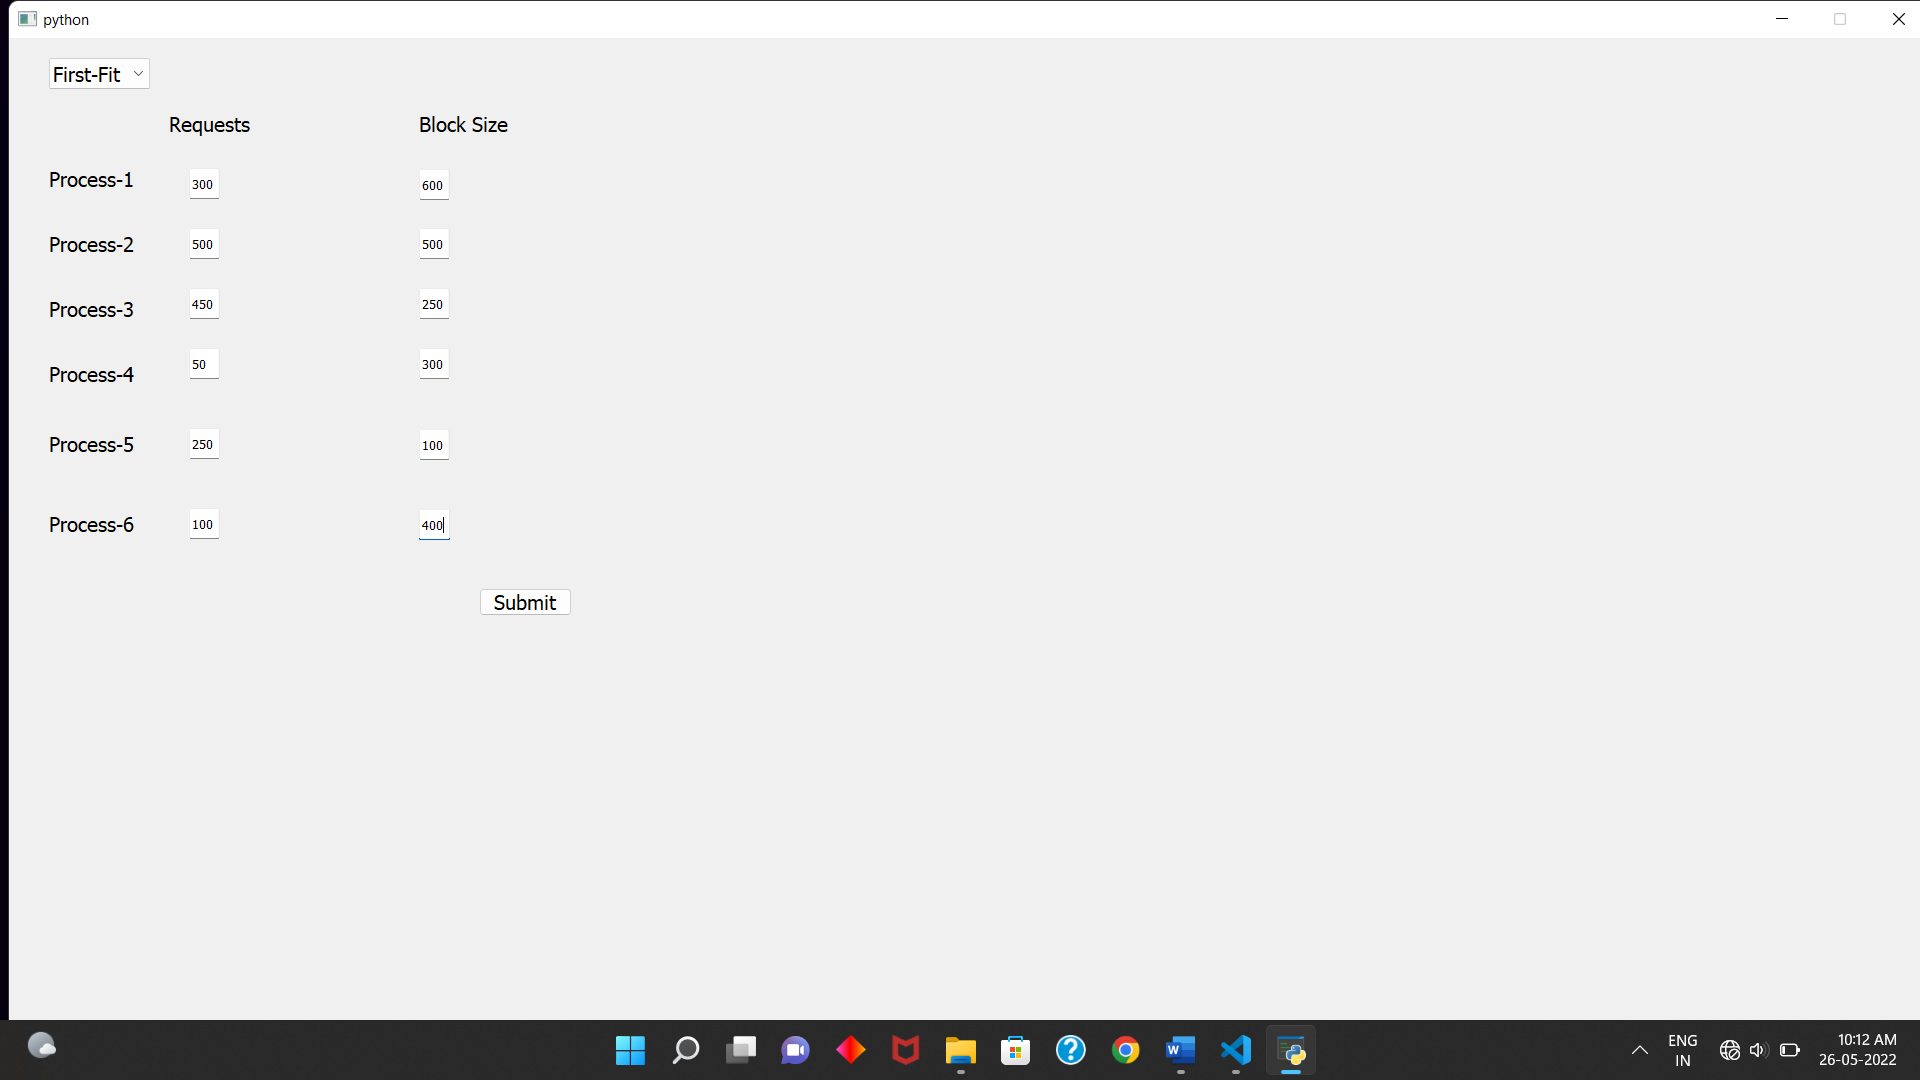 python
First-Fit
Requests Block Size
Process-1 300 600
Process-2 500 500
Process-3 450 250
Process-4 50 300
Process-5 250 100
Process-6 100 400
Submit
ENG
IN
10:12 AM
26-05-2022